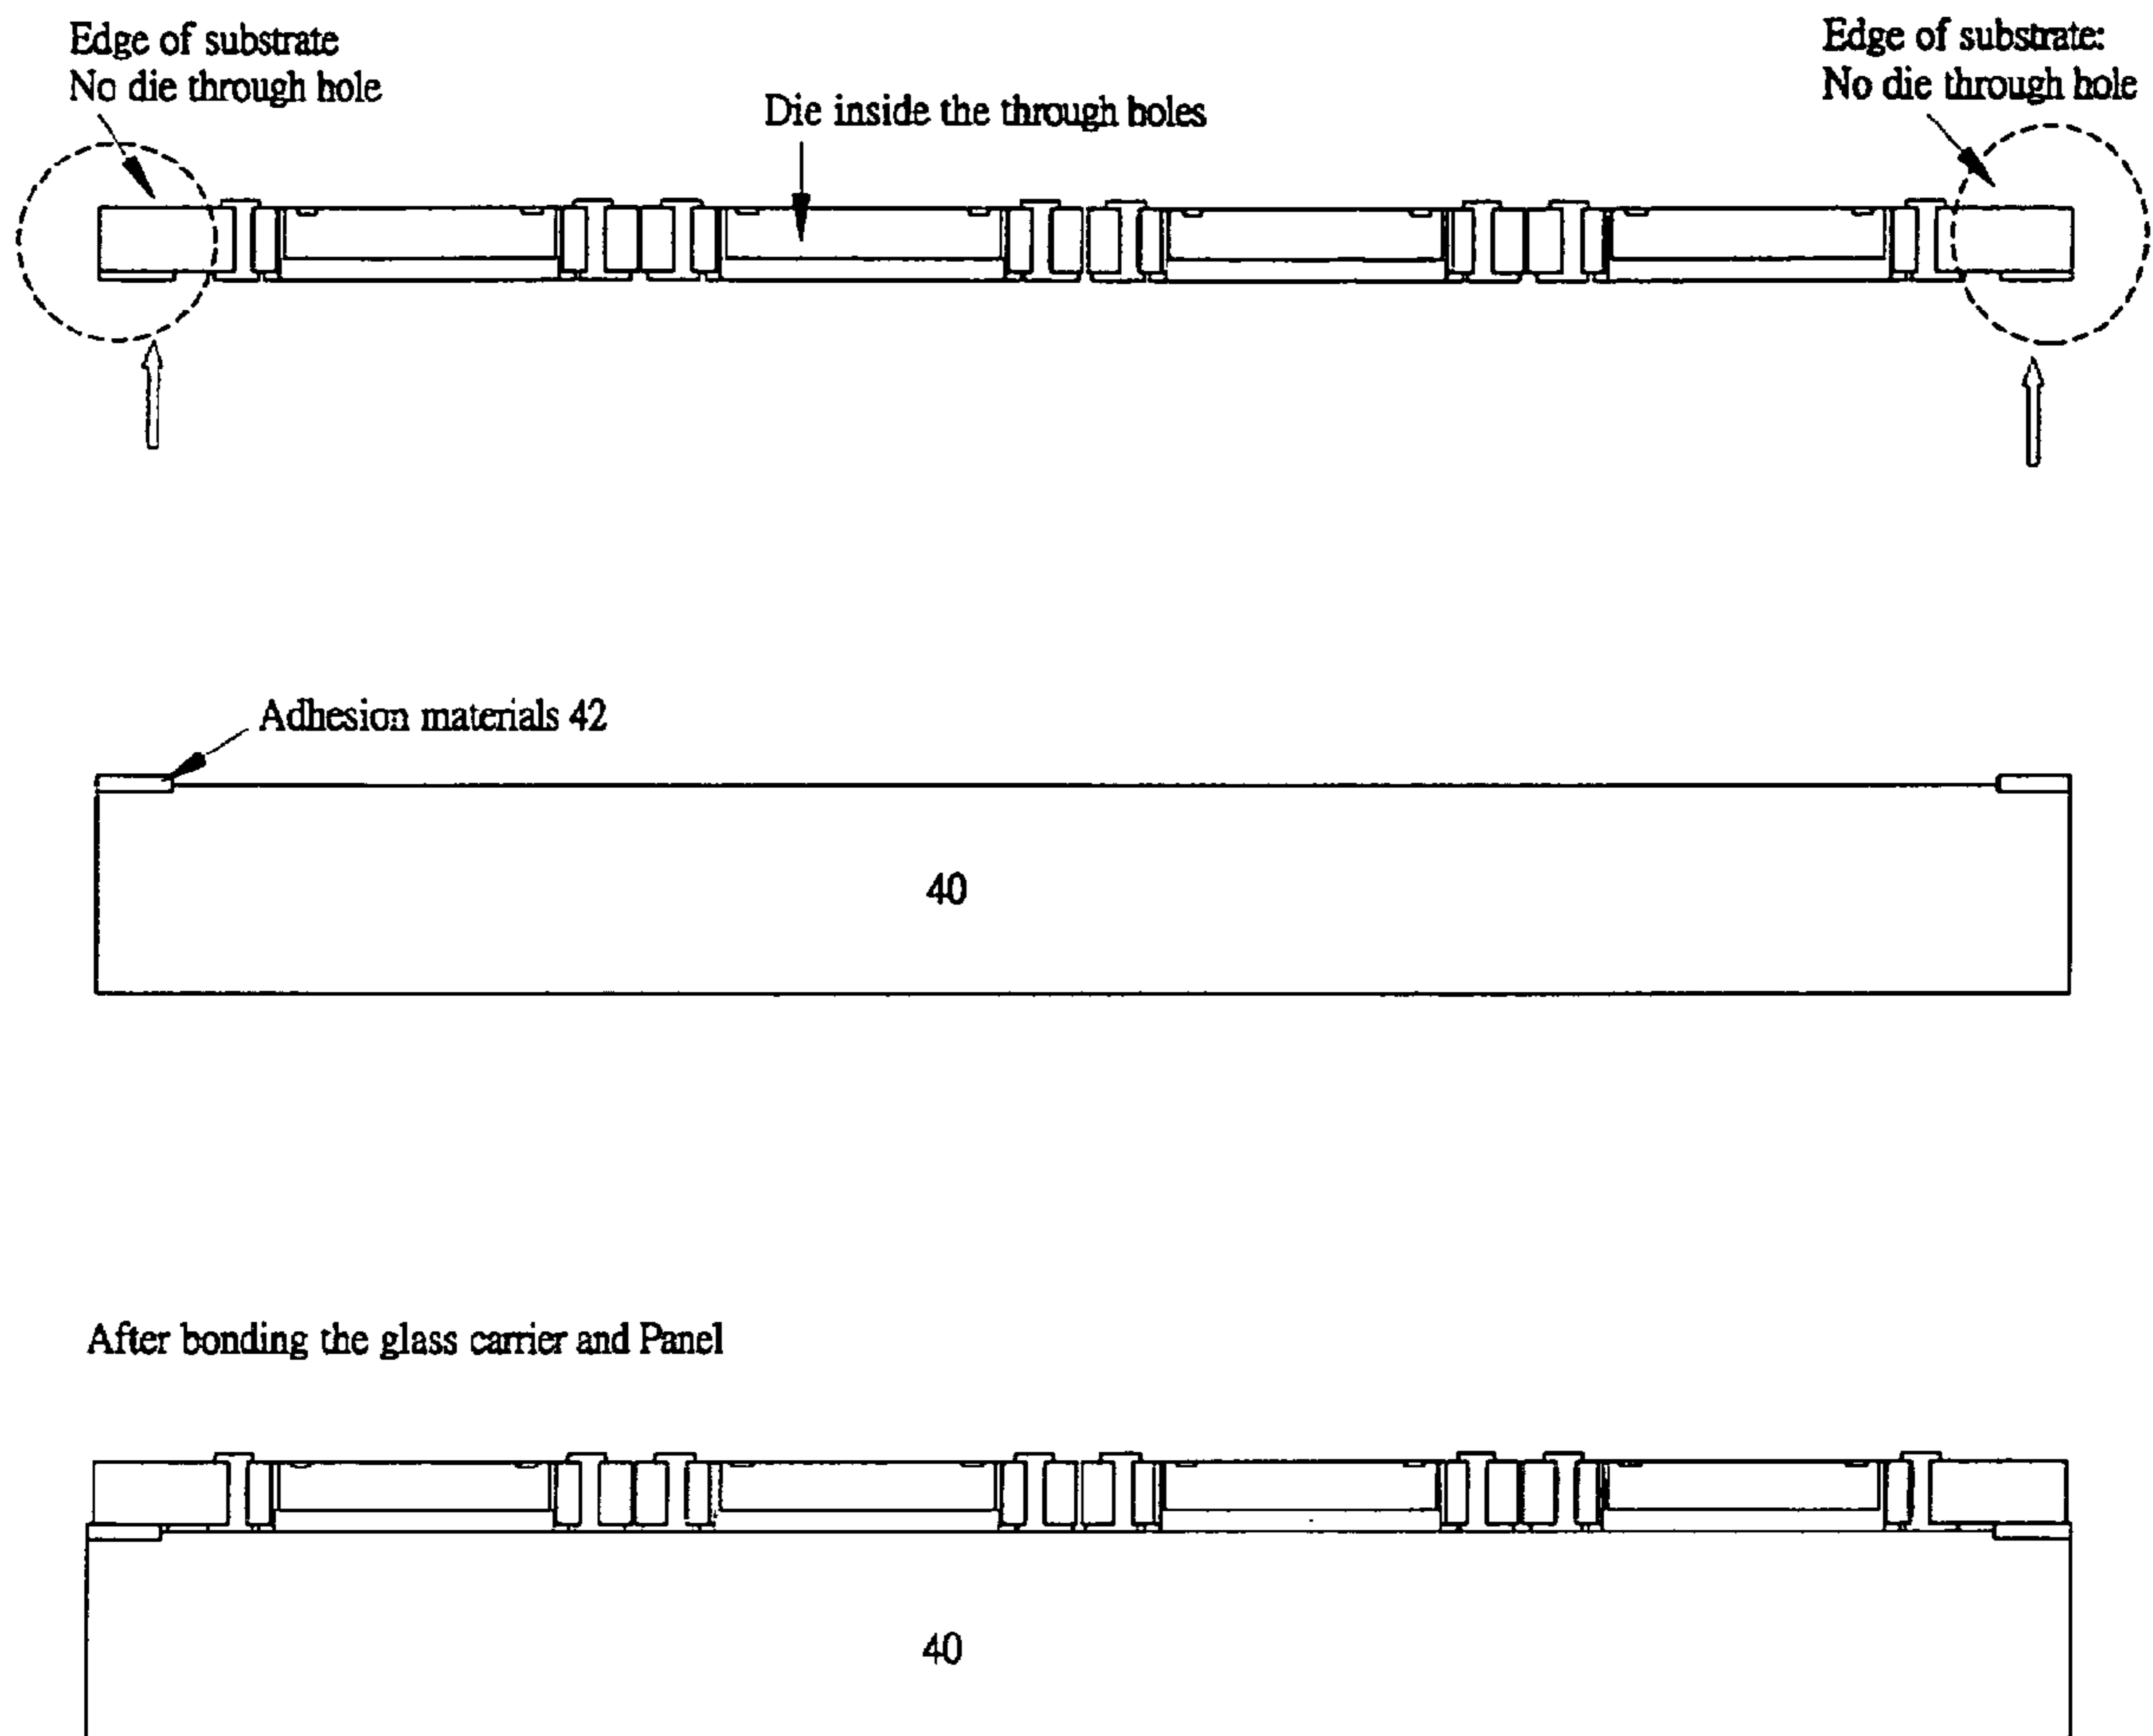 Edge of substrate
No die through hole
Edge of substrate:
No die through hole
Die inside the through holes
Adhesion materials 42
40
After bonding the glass carrier and Panel
40